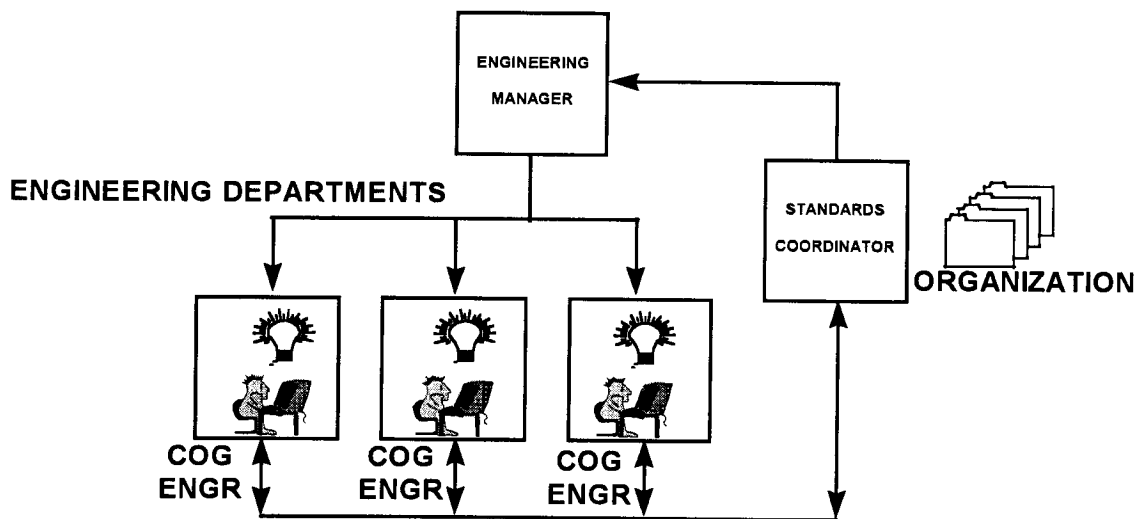 ENGINEERING
MANAGER
ENGINEERING DEPARTMENTS
STANDARDS
COORDINATOR
ORGANIZATION
COG
ENGR
COG
ENGR
COG
ENGR